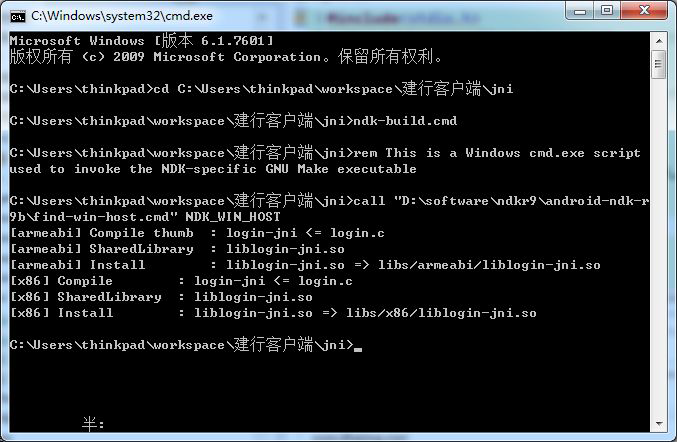 C:\Windows\system32\cmd.exe
Microsoft Windows [版本 6.1.7601]
版权所有 (c) 2009 Microsoft Corporation。保留所有权利。
C:\Users\thinkpad>cd C:\Users\thinkpad\workspace\建行客户端\jni
C:\Users\thinkpad\workspace\建行客户端\jni>ndk-build.cmd
C:\Users\thinkpad\workspace\建行客户端\jni>rem This is a Windows cmd.exe script
used to invoke the NDK-specific GNU Make executable
C:\Users\thinkpad\workspace\建行客户端\jni>call "D:\software\ndkr9\android-ndk-r
9b\find-win-host.cmd" NDK_WIN_HOST
[armeabi] Compile thumb  : login-jni <= login.c
[armeabi] SharedLibrary  : liblogin-jni.so
[armeabi] Install        : liblogin-jni.so => libs/armeabi/liblogin-jni.so
[x86] Compile        : login-jni <= login.c
[x86] SharedLibrary  : liblogin-jni.so
[x86] Install        : liblogin-jni.so => libs/x86/liblogin-jni.so
C:\Users\thinkpad\workspace\建行客户端\jni>
半: